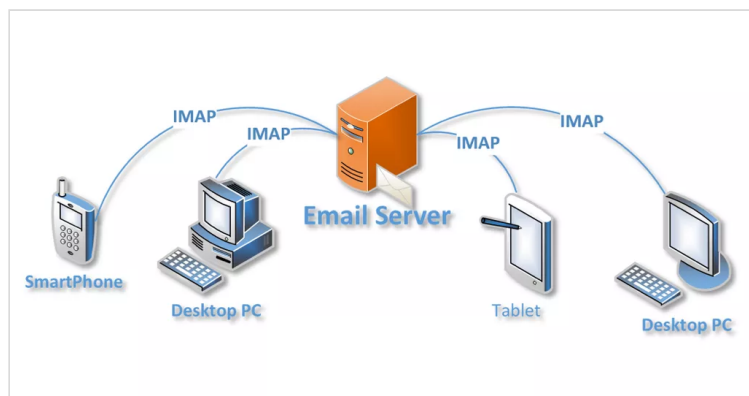 IMAP
IMAP
IMAP
IMAP
Email Server
SmartPhone
Desktop PC
Tablet
Desktop PC